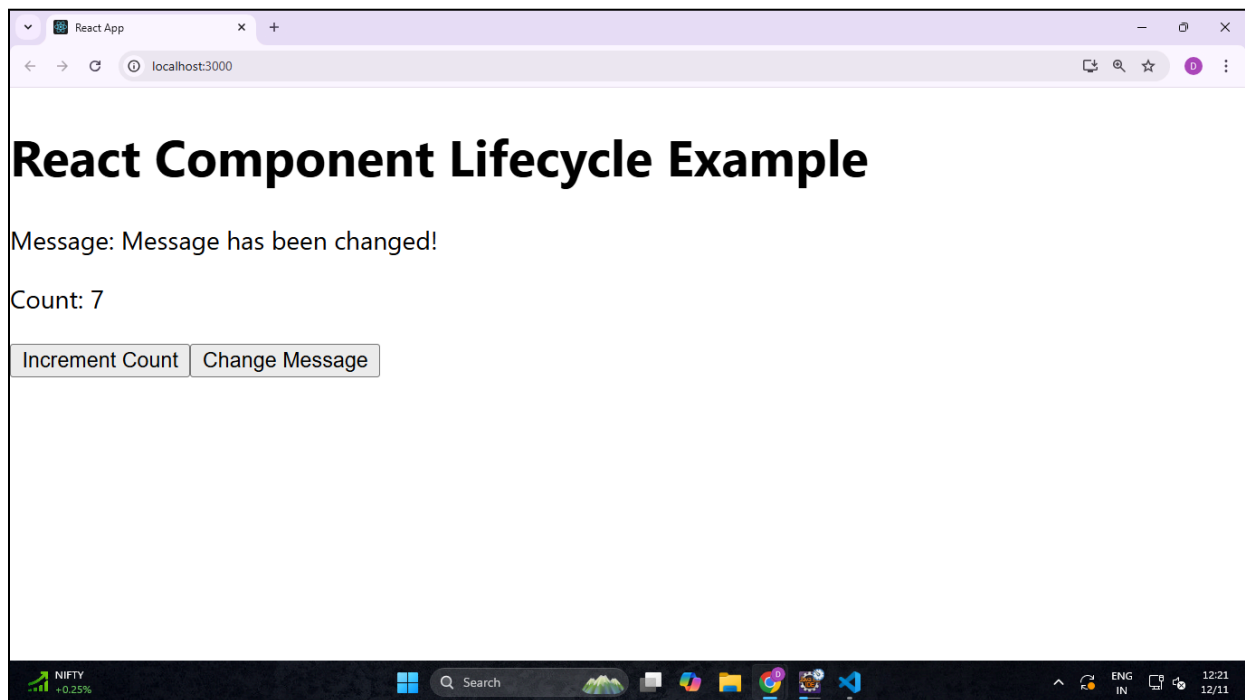 React App
localhost:3000
D
React Component Lifecycle Example
Message: Message has been changed!
Count: 7
Increment Count Change Message
NIFTY
+0.25%
Search
D
ENG
IN
12:21
12/11